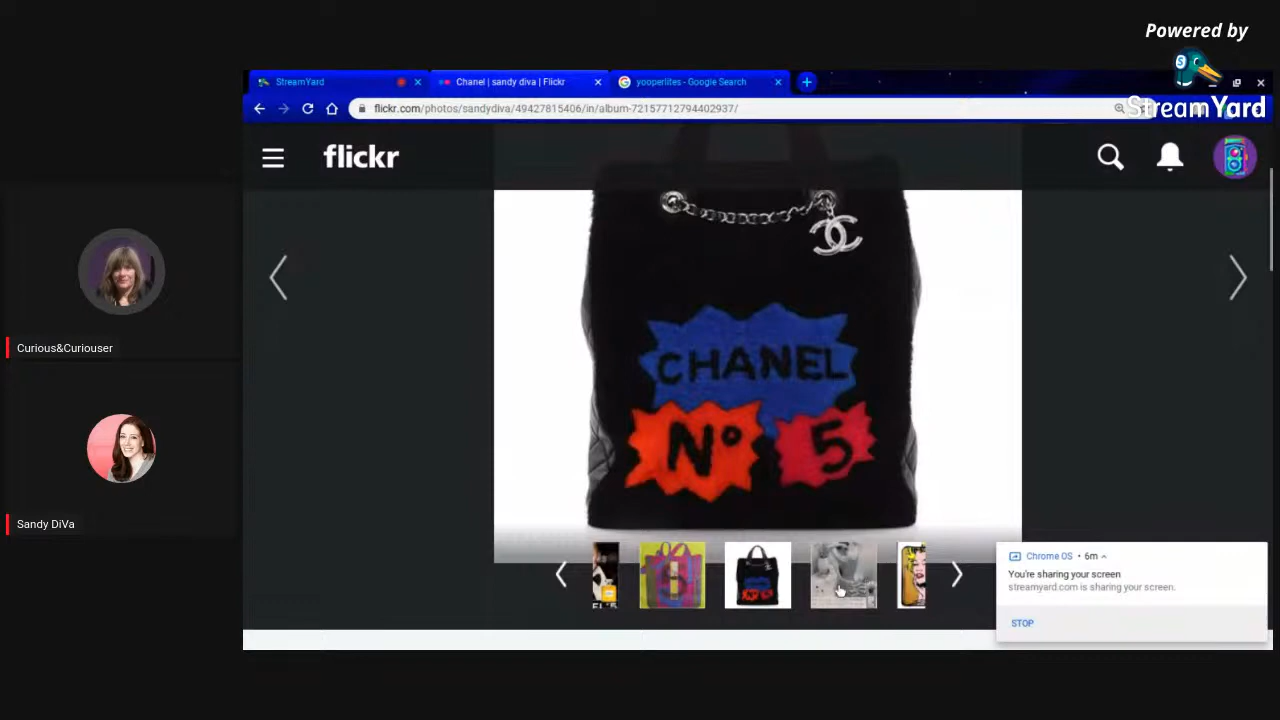 Powered by
StreamYard
StreamYard
Chanel | sandy diva | Flickr
yooperlites - Google Search
flickr.com/photos/sandydiva/49427815406/in/album-72157712794402937/
flickr
CHANEL
Nº 5
Curious&Curiouser
Sandy DiVa
Chrome OS • 6m
You're sharing your screen
streamyard.com is sharing your screen.
STOP